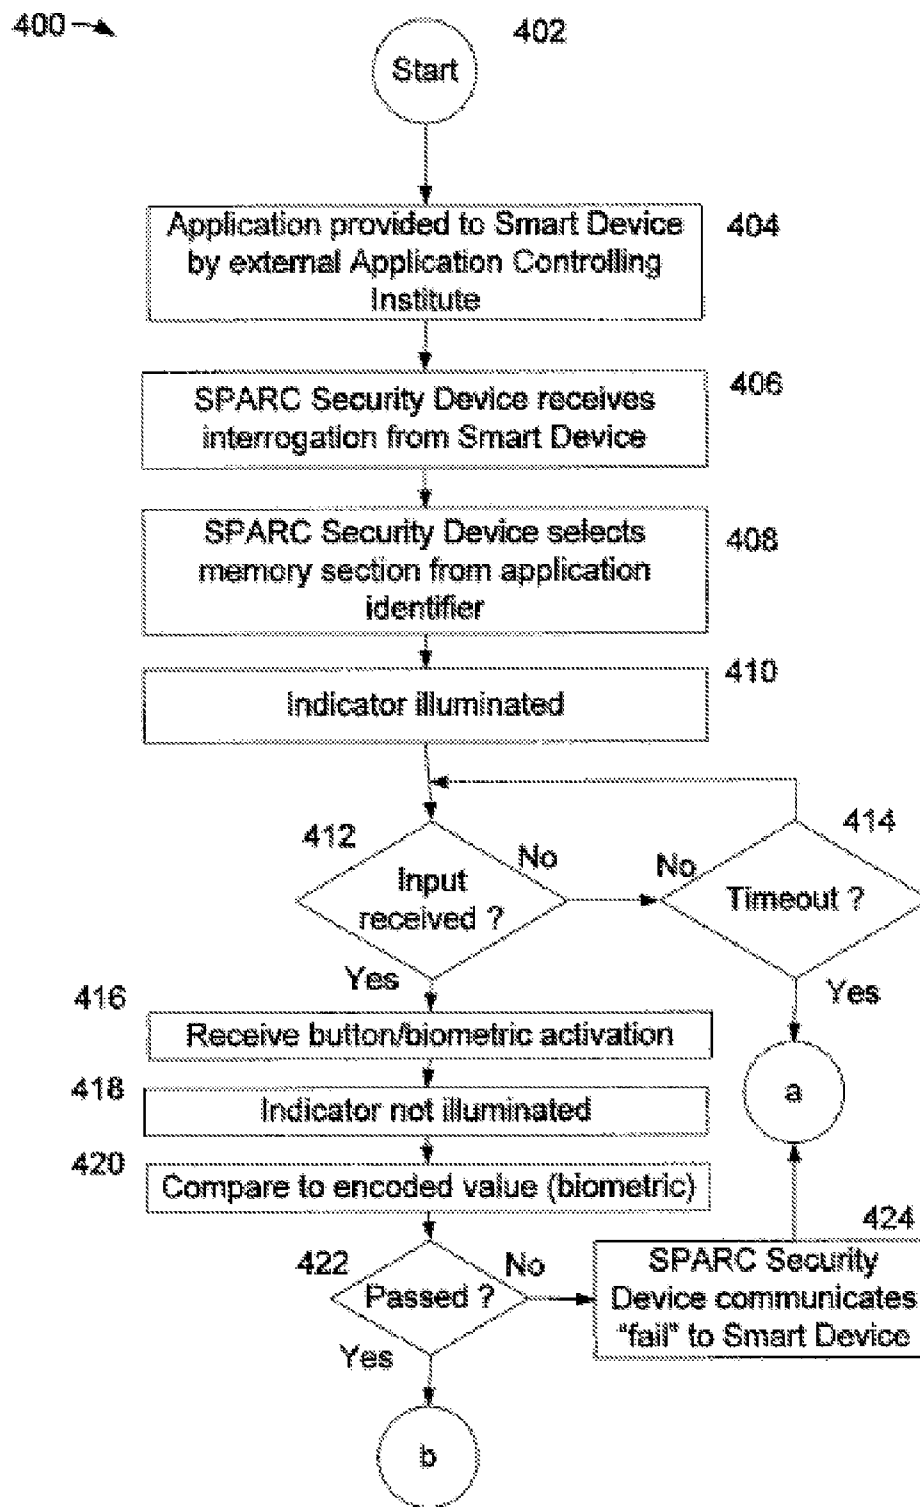 400
402
Start
Application provided to Smart Device
by external Application Controlling
Institute
404
SPARC Security Device receives
interrogation from Smart Device
406
SPARC Security Device selects
memory section from application
identifier
408
Indicator illuminated
410
412
Input
received ?
No
414
No
Timeout ?
Yes
Yes
416
Receive button/biometric activation
a
418
Indicator not illuminated
420
Compare to encoded value (biometric)
422
Passed ?
No
424
SPARC Security
Device communicates
"fail" to Smart Device
Yes
b